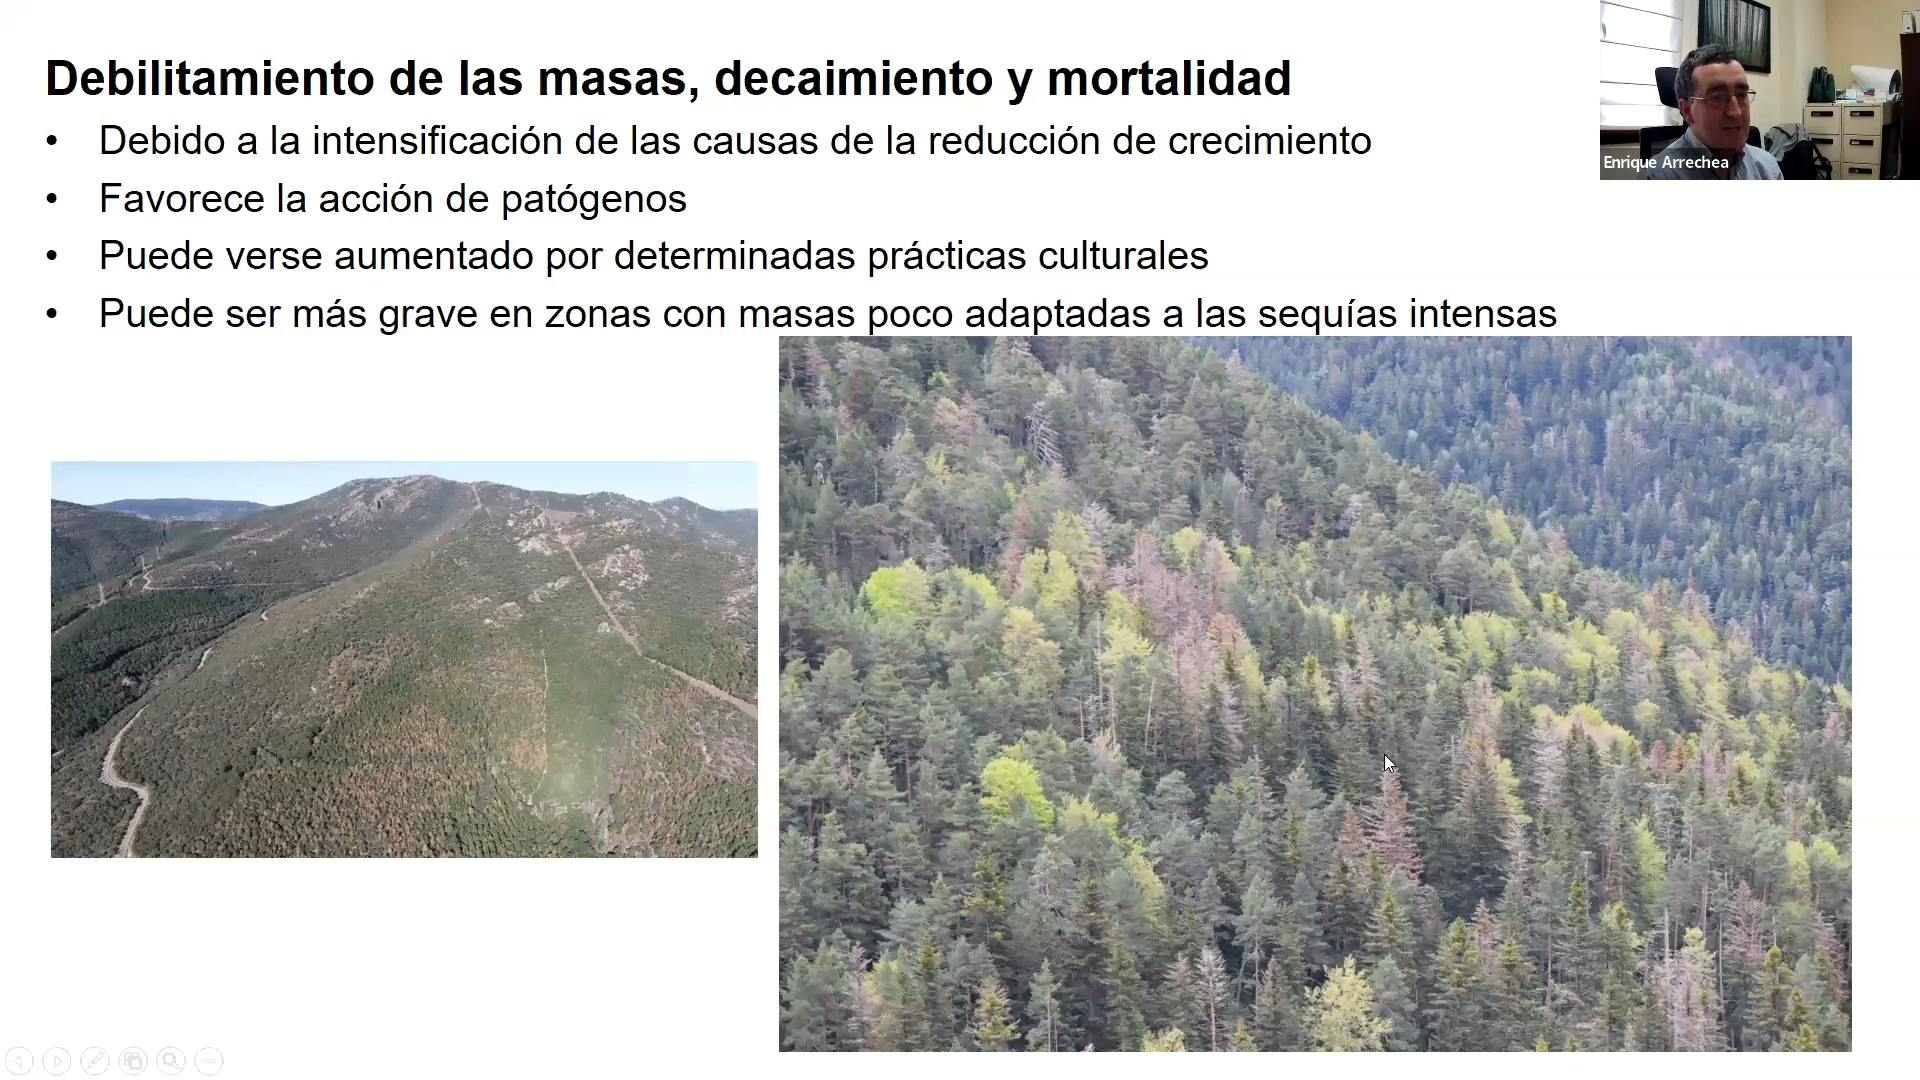 Debilitamiento de las masas, decaimiento y mortalidad
• Debido a la intensificación de las causas de la reducción de crecimiento
• Favorece la acción de patógenos
• Puede verse aumentado por determinadas prácticas culturales
• Puede ser más grave en zonas con masas poco adaptadas a las sequías intensas
Enrique Arrechea